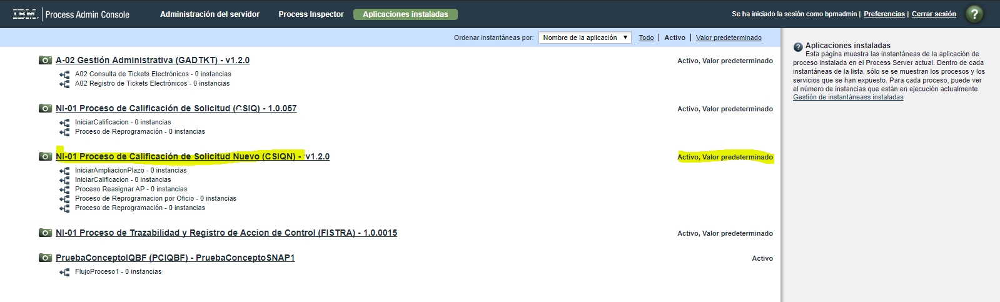 IBM. Process Admin Console Administración del servidor Process Inspector Aplicaciones instaladas Se ha iniciado la sesión como bpmadmin | Preferencias | Cerrar sesión ?
Ordenar instantáneas por: Nombre de la aplicación ▼ Todo | Activo | Valor predeterminado
A-02 Gestión Administrativa (GADTKT) - v1.2.0 Activo, Valor predeterminado
A02 Consulta de Tickets Electrónicos - 0 instancias
A02 Registro de Tickets Electrónicos - 0 instancias
NI-01 Proceso de Calificación de Solicitud (CSIQ) - 1.0.057 Activo, Valor predeterminado
IniciarCalificacion - 0 instancias
Proceso de Reprogramación - 0 instancias
NI-01 Proceso de Calificación de Solicitud Nuevo (CSIQN) - v1.2.0 Activo, Valor predeterminado
IniciarAmpliacionPlazo - 0 instancias
IniciarCalificacion - 0 instancias
Proceso Reasignar AP - 0 instancias
Proceso de Reprogramacion por Oficio - 0 instancias
Proceso de Reprogramación - 0 instancias
NI-01 Proceso de Trazabilidad y Registro de Accion de Control (FISTRA) - 1.0.0015 Activo, Valor predeterminado
PruebaConceptoIQBF (PCIQBF) - PruebaConceptoSNAP1 Activo
FlujoProceso1 - 0 instancias
? Aplicaciones instaladas
Esta página muestra las instantáneas de la aplicación de
proceso instalada en el Process Server actual. Dentro de cada
instantáneas de la lista, sólo se se muestran los procesos y los
servicios que se han expuesto. Para cada proceso, puede ver
el número de instancias que están en ejecución actualmente.
Gestión de instantáneass instaladas